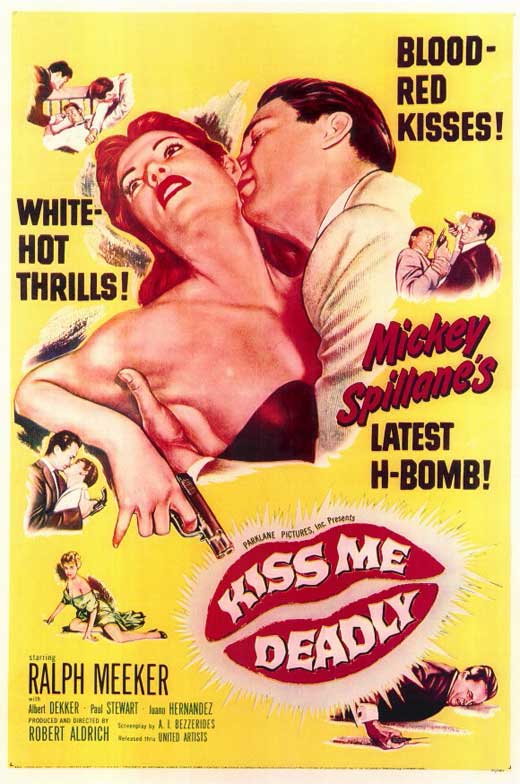 BLOOD-
RED
KISSES!
WHITE-
HOT
THRILLS!
Mickey
Spillane's
LATEST
H-BOMB!
PARKLANE PICTURES, Inc. Presents
KISS ME
DEADLY
starring
RALPH MEEKER
with
Albert DEKKER · Paul STEWART · Juano HERNANDEZ
PRODUCED AND DIRECTED BY
ROBERT ALDRICH
Screenplay by A. I. BEZZERIDES
Released thru UNITED ARTISTS